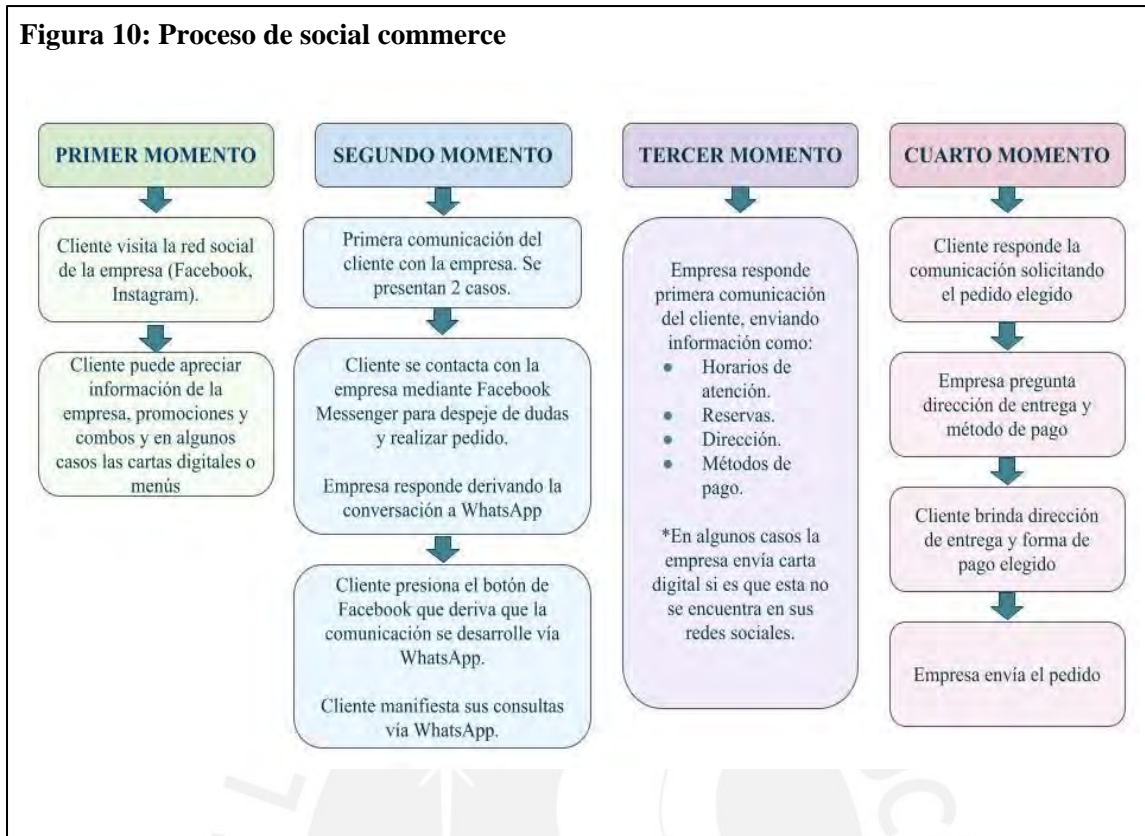 Figura 10: Proceso de social commerce
PRIMER MOMENTO
Cliente visita la red social
de la empresa (Facebook,
Instagram).
Cliente puede apreciar
información de la
empresa, promociones y
combos y en algunos
casos las cartas digitales o
menús
SEGUNDO MOMENTO
Primera comunicación del
cliente con la empresa. Se
presentan 2 casos.
Cliente se contacta con la
empresa mediante Facebook
Messenger para despeje de dudas
y realizar pedido.
Empresa responde derivando la
conversación a WhatsApp
Cliente presiona el botón de
Facebook que deriva que la
comunicación se desarrolle vía
WhatsApp.
Cliente manifiesta sus consultas
vía WhatsApp.
TERCER MOMENTO
Empresa responde
primera comunicación
del cliente, enviando
información como:
● Horarios de
atención.
● Reservas.
● Dirección.
● Métodos de
pago.
*En algunos casos la
empresa envía carta
digital si es que esta no
se encuentra en sus
redes sociales.
CUARTO MOMENTO
Cliente responde la
comunicación solicitando
el pedido elegido
Empresa pregunta
dirección de entrega y
método de pago
Cliente brinda dirección
de entrega y forma de
pago elegido
Empresa envía el pedido